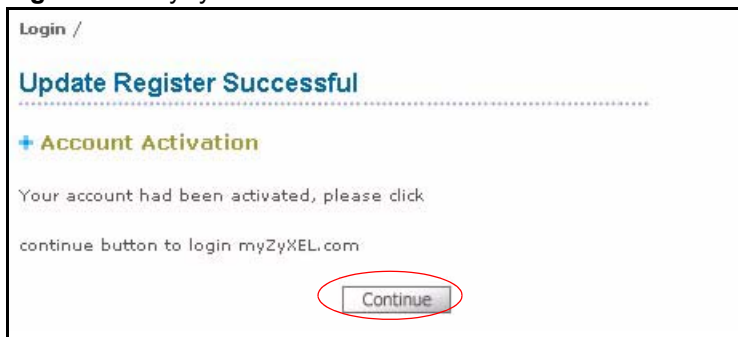 Login /
Update Register Successful
+ Account Activation
Your account had been activated, please click
continue button to login myZyXEL.com
Continue